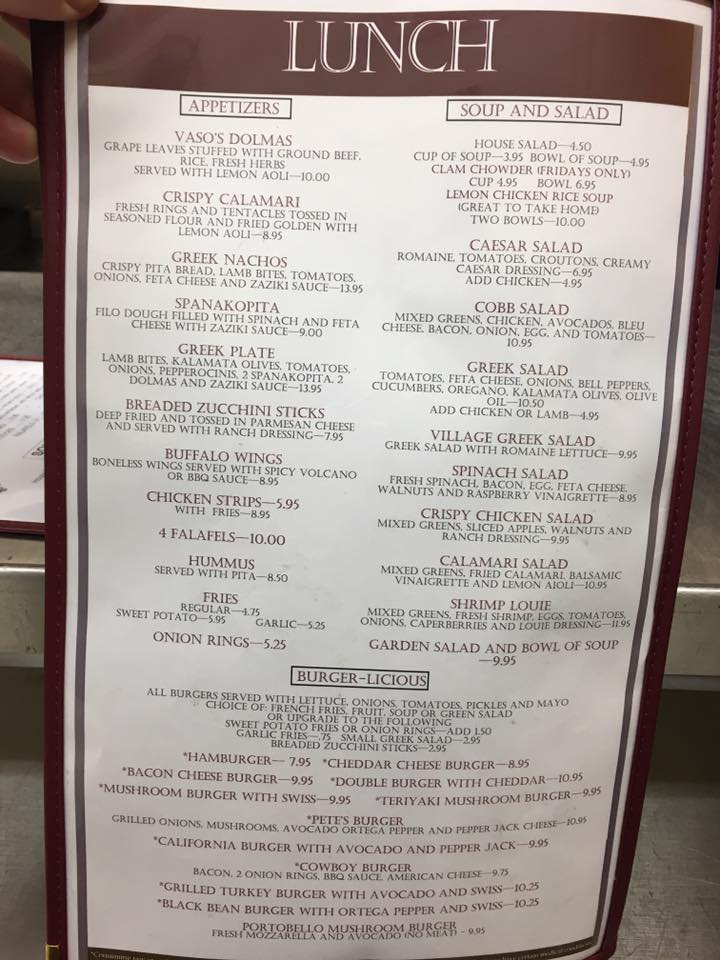 LUNCH
APPETIZERS
VASO'S DOLMAS
GRAPE LEAVES STUFFED WITH GROUND BEEF,
RICE, FRESH HERBS
SERVED WITH LEMON AOLI—10.00
CRISPY CALAMARI
FRESH RINGS AND TENTACLES TOSSED IN
SEASONED FLOUR AND FRIED GOLDEN WITH
LEMON AOLI—8.95
GREEK NACHOS
CRISPY PITA BREAD, LAMB BITES, TOMATOES,
ONIONS, FETA CHEESE AND ZAZIKI SAUCE—13.95
SPANAKOPITA
FILO DOUGH FILLED WITH SPINACH AND FETA
CHEESE WITH ZAZIKI SAUCE—9.00
GREEK PLATE
LAMB BITES, KALAMATA OLIVES, TOMATOES,
ONIONS, PEPPEROCINIS, 2 SPANAKOPITA, 2
DOLMAS AND ZAZIKI SAUCE—13.95
BREADED ZUCCHINI STICKS
DEEP FRIED AND TOSSED IN PARMESAN CHEESE
AND SERVED WITH RANCH DRESSING—7.95
BUFFALO WINGS
BONELESS WINGS SERVED WITH SPICY VOLCANO
OR BBQ SAUCE—8.95
CHICKEN STRIPS—5.95
WITH FRIES—8.95
4 FALAFELS—10.00
HUMMUS
SERVED WITH PITA—8.50
FRIES
REGULAR—4.75
SWEET POTATO—5.95 GARLIC—5.25
ONION RINGS—5.25
SOUP AND SALAD
HOUSE SALAD—4.50
CUP OF SOUP—3.95 BOWL OF SOUP—4.95
CLAM CHOWDER (FRIDAYS ONLY)
CUP 4.95 BOWL 6.95
LEMON CHICKEN RICE SOUP
(GREAT TO TAKE HOME)
TWO BOWLS—10.00
CAESAR SALAD
ROMAINE, TOMATOES, CROUTONS, CREAMY
CAESAR DRESSING—6.95
ADD CHICKEN—4.95
COBB SALAD
MIXED GREENS, CHICKEN, AVOCADOS, BLEU
CHEESE, BACON, ONION, EGG, AND TOMATOES—
10.95
GREEK SALAD
TOMATOES, FETA CHEESE, ONIONS, BELL PEPPERS,
CUCUMBERS, OREGANO, KALAMATA OLIVES, OLIVE
OIL—10.50
ADD CHICKEN OR LAMB—4.95
VILLAGE GREEK SALAD
GREEK SALAD WITH ROMAINE LETTUCE—9.95
SPINACH SALAD
FRESH SPINACH, BACON, EGG, FETA CHEESE,
WALNUTS AND RASPBERRY VINAIGRETTE—8.95
CRISPY CHICKEN SALAD
MIXED GREENS, SLICED APPLES, WALNUTS AND
RANCH DRESSING—9.95
CALAMARI SALAD
MIXED GREENS, FRIED CALAMARI, BALSAMIC
VINAIGRETTE AND LEMON AIOLI—10.95
SHRIMP LOUIE
MIXED GREENS, FRESH SHRIMP, EGGS, TOMATOES,
ONIONS, CAPERBERRIES AND LOUIE DRESSING—11.95
GARDEN SALAD AND BOWL OF SOUP
—9.95
BURGER-LICIOUS
ALL BURGERS SERVED WITH LETTUCE, ONIONS, TOMATOES, PICKLES AND MAYO
CHOICE OF: FRENCH FRIES, FRUIT, SOUP OR GREEN SALAD
OR UPGRADE TO THE FOLLOWING
SWEET POTATO FRIES OR ONION RINGS—ADD 1.50
GARLIC FRIES—.75 SMALL GREEK SALAD—2.95
BREADED ZUCCHINI STICKS—2.95
*HAMBURGER— 7.95 *CHEDDAR CHEESE BURGER—8.95
*BACON CHEESE BURGER—9.95 *DOUBLE BURGER WITH CHEDDAR—10.95
*MUSHROOM BURGER WITH SWISS—9.95 *TERIYAKI MUSHROOM BURGER—9.95
*PETE'S BURGER
GRILLED ONIONS, MUSHROOMS, AVOCADO ORTEGA PEPPER AND PEPPER JACK CHEESE—10.95
*CALIFORNIA BURGER WITH AVOCADO AND PEPPER JACK—9.95
*COWBOY BURGER
BACON, 2 ONION RINGS, BBQ SAUCE, AMERICAN CHEESE—9.75
*GRILLED TURKEY BURGER WITH AVOCADO AND SWISS—10.25
*BLACK BEAN BURGER WITH ORTEGA PEPPER AND SWISS—10.25
PORTOBELLO MUSHROOM BURGER
FRESH MOZZARELLA AND AVOCADO (NO MEAT) - 9.95